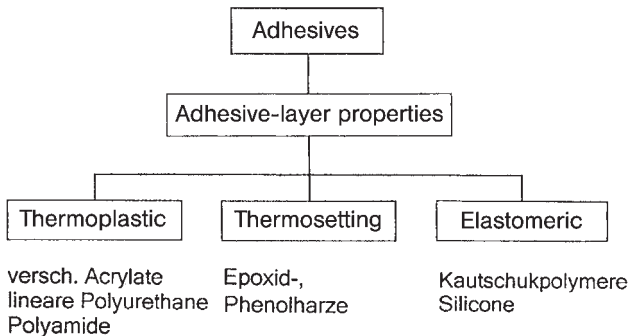 Adhesives
Adhesive-layer properties
Thermoplastic
Thermosetting
Elastomeric
versch. Acrylate
lineare Polyurethane
Polyamide
Epoxid-,
Phenolharze
Kautschukpolymere
Silicone